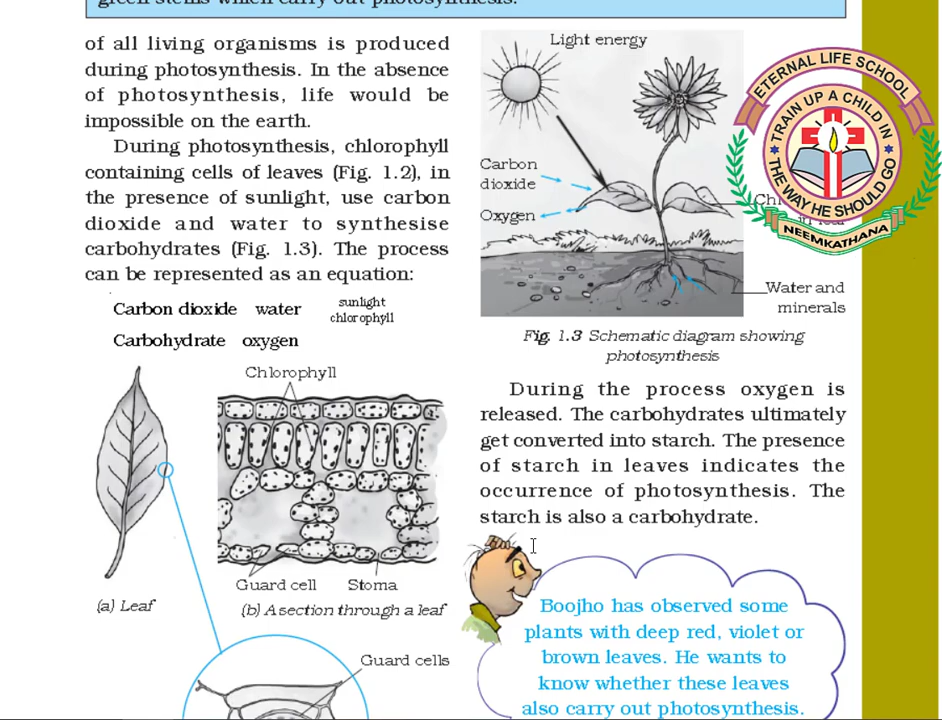 green stems which carry out photosynthesis.
of all living organisms is produced
during photosynthesis. In the absence
of photosynthesis, life would be
impossible on the earth.
During photosynthesis, chlorophyll
containing cells of leaves (Fig. 1.2), in
the presence of sunlight, use carbon
dioxide and water to synthesise
carbohydrates (Fig. 1.3). The process
can be represented as an equation:
Carbon dioxide water sunlight
chlorophyll
Carbohydrate oxygen
Chlorophyll
Guard cell Stoma
(a) Leaf
(b) A section through a leaf
Guard cells
Light energy
Carbon
dioxide
Oxygen
Water and
minerals
Fig. 1.3 Schematic diagram showing
photosynthesis
During the process oxygen is
released. The carbohydrates ultimately
get converted into starch. The presence
of starch in leaves indicates the
occurrence of photosynthesis. The
starch is also a carbohydrate.
Boojho has observed some
plants with deep red, violet or
brown leaves. He wants to
know whether these leaves
also carry out photosynthesis.
ETERNAL LIFE SCHOOL
TRAIN UP A CHILD IN
THE WAY HE SHOULD GO
NEEMKATHANA